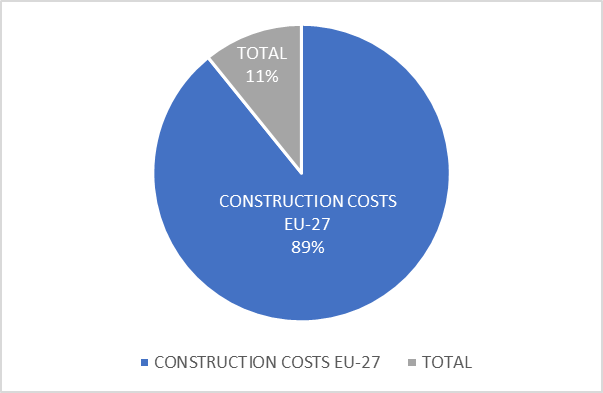 TOTAL
11%
CONSTRUCTION COSTS
EU-27
89%
CONSTRUCTION COSTS EU-27
TOTAL